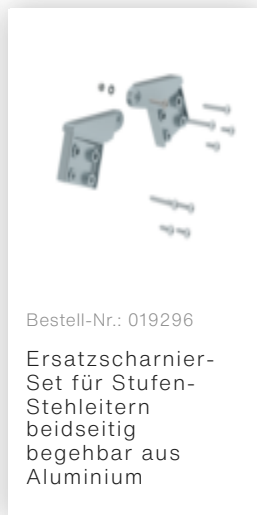 Bestell-Nr.: 019296
Ersatzscharnier-
Set für Stufen-
Stehleitern
beidseitig
begehbar aus
Aluminium